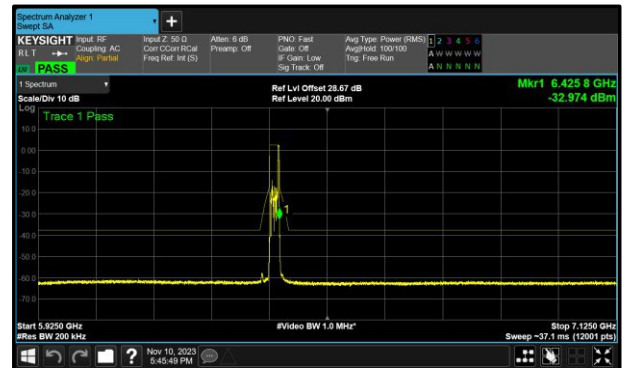 Spectrum Analyzer 1
Swept SA
KEYSIGHT
RLT
PASS
Input: RF
Coupling: AC
Align: Partial
Input Z: 50 Ω
Corr CCorr RCal
Freq Ref: Int (S)
Atten: 6 dB
Preamp: Off
PNO: Fast
Gate: Off
IF Gain: Low
Sig Track: Off
Avg Type: Power (RMS)
Avg|Hold: 100/100
Trig: Free Run
1 2 3 4 5 6
A W W W W W
A N N N N N
1 Spectrum
Scale/Div 10 dB
Ref Lvl Offset 28.67 dB
Ref Level 20.00 dBm
Mkr1 6.425 8 GHz
-32.974 dBm
Log
Trace 1 Pass
10.0
0.00
-10.0
-20.0
-30.0
-40.0
-50.0
-60.0
-70.0
1
Start 5.9250 GHz
#Res BW 200 kHz
#Video BW 1.0 MHz*
Stop 7.1250 GHz
Sweep ~37.1 ms (12001 pts)
?
Nov 10, 2023
5:45:49 PM